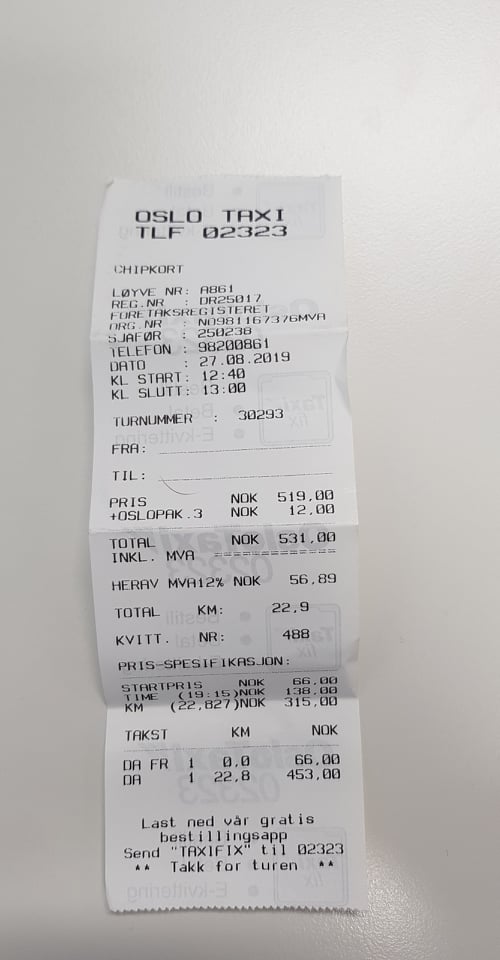 OSLO TAXI
TLF 02323
CHIPKORT
LØYVE NR: A861
REG.NR : DR25017
FORETAKSREGISTERET
ORG.NR : NO981167376MVA
SJAFØR : 250238
TELEFON : 98200861
DATO : 27.08.2019
KL START: 12:40
KL SLUTT: 13:00
TURNUMMER : 30293
FRA:
TIL:
PRIS NOK 519,00
+OSLOPAK.3 NOK 12,00
TOTAL NOK 531,00
INKL. MVA ================
HERAV MVA12% NOK 56,89
TOTAL KM: 22,9
KVITT. NR: 488
PRIS-SPESIFIKASJON:
STARTPRIS NOK 66,00
TIME (19:15)NOK 138,00
KM (22,827)NOK 315,00
TAKST KM NOK
DA FR 1 0,0 66,00
DA 1 22,8 453,00
Last ned vår gratis
bestillingsapp
Send "TAXIFIX" til 02323
** Takk for turen **